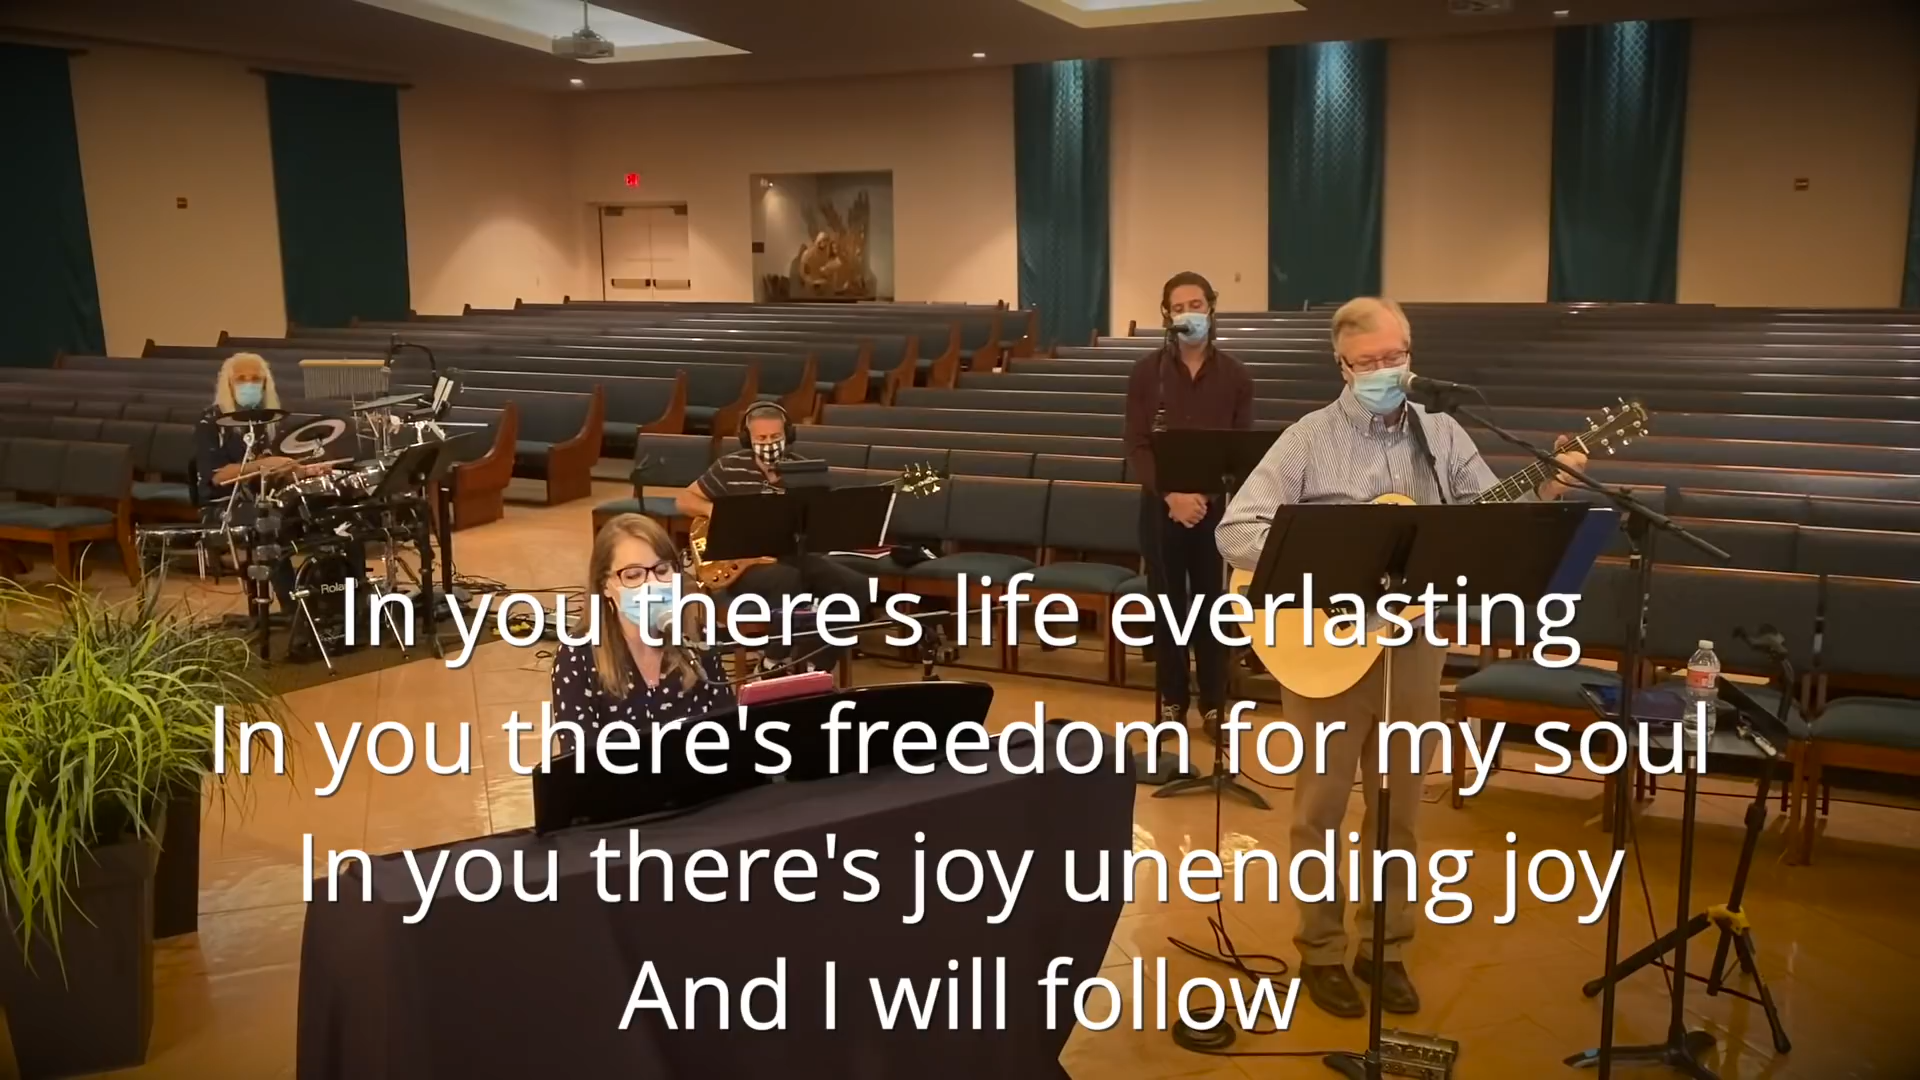 Roland
In you there's life everlasting
In you there's freedom for my soul
In you there's joy unending joy
And I will follow